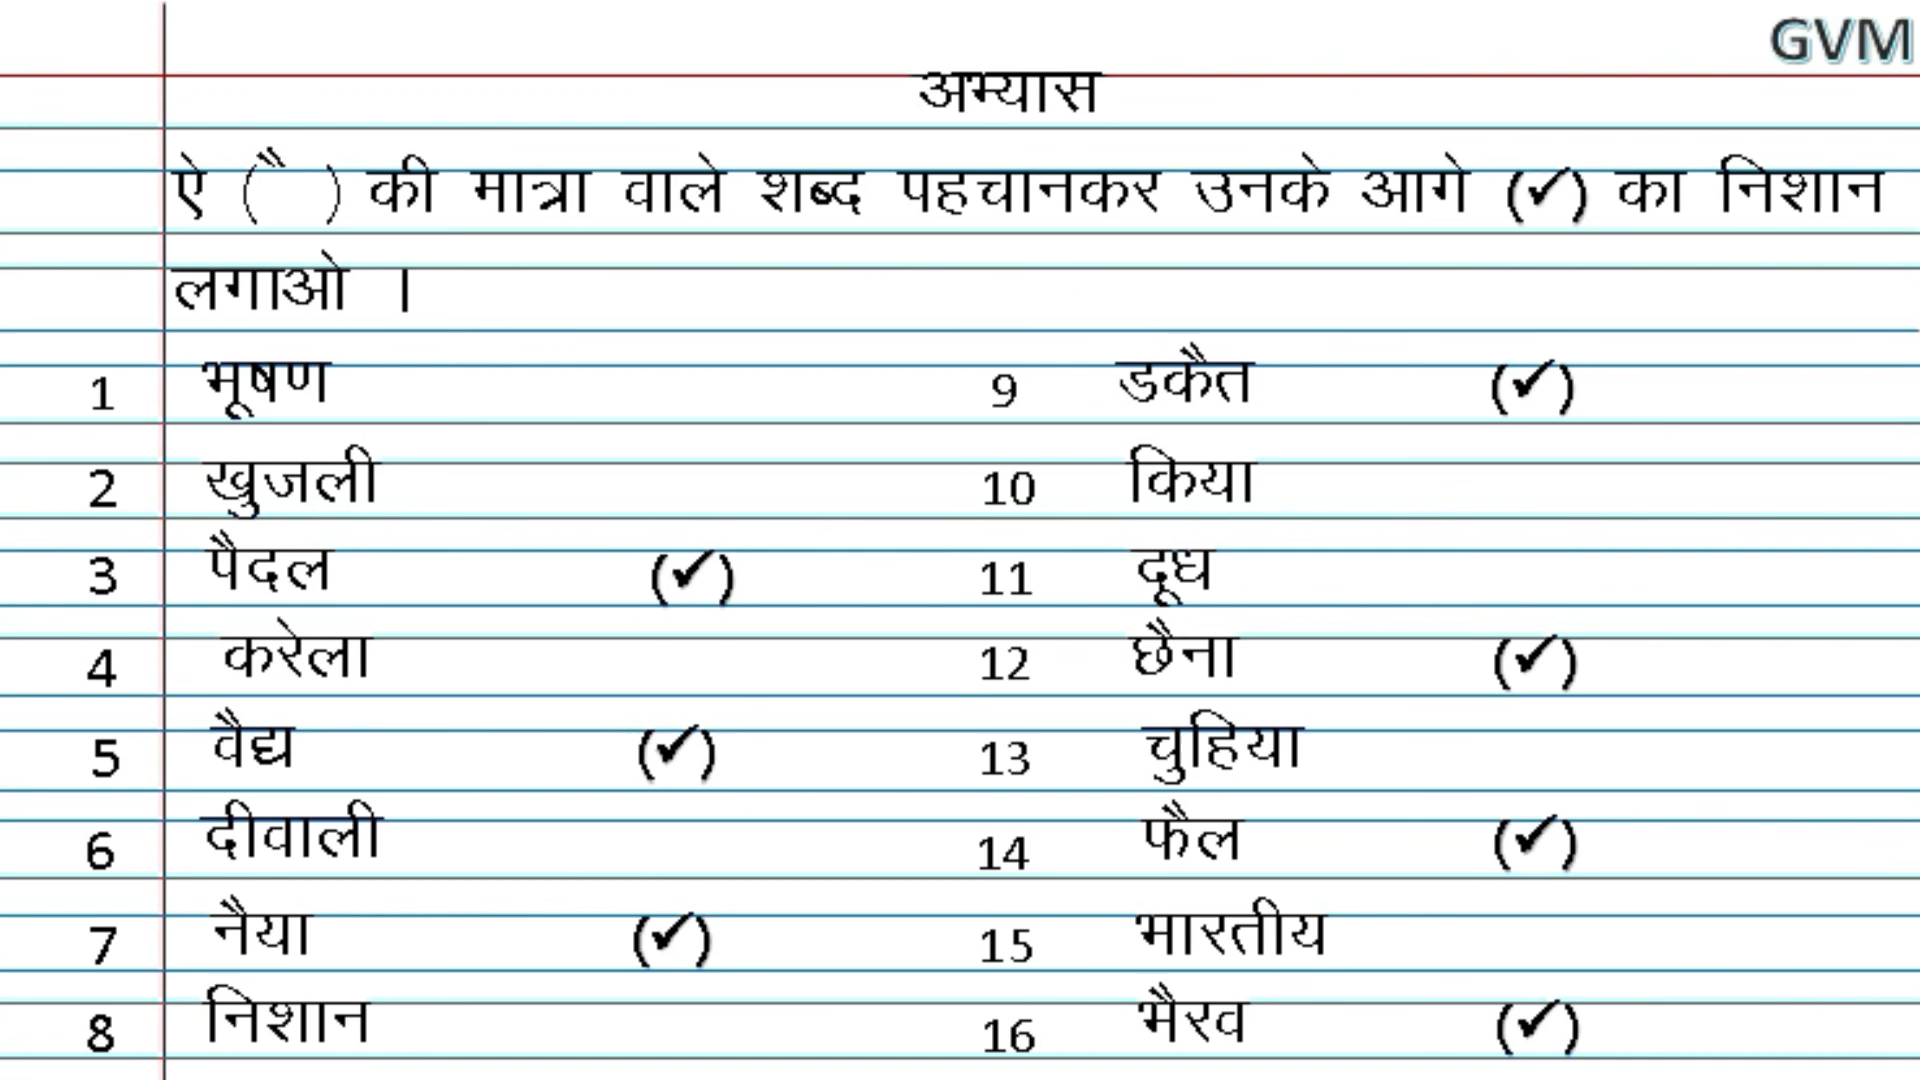 GVM
अभ्यास
ऐ (ै ) की मात्रा वाले शब्द पहचानकर उनके आगे (✓) का निशान
लगाओ ।
1 भूषण 9 डकैत (✓)
2 खुजली 10 किया
3 पैदल (✓) 11 दूध
4 करेला 12 छैना (✓)
5 वैद्य (✓) 13 चुहिया
6 दीवाली 14 फैल (✓)
7 नैया (✓) 15 भारतीय
8 निशान 16 भैरव (✓)